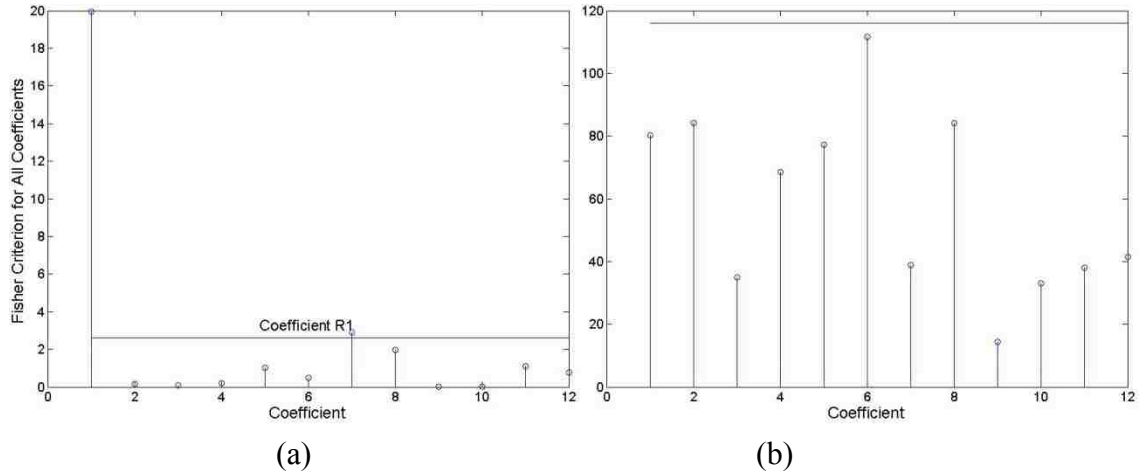 20
18
16
14
12
10
8
6
4
2
0
Fisher Criterion for All Coefficients
Coefficient R1
0 2 4 6 8 10 12
Coefficient
(a)
120
100
80
60
40
20
0
0 2 4 6 8 10 12
Coefficient
(b)